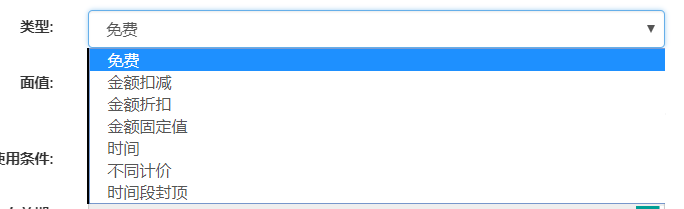 类型: 免费
免费
面值: 金额扣减
金额折扣
金额固定值
时间
使用条件: 不同计价
时间段封顶